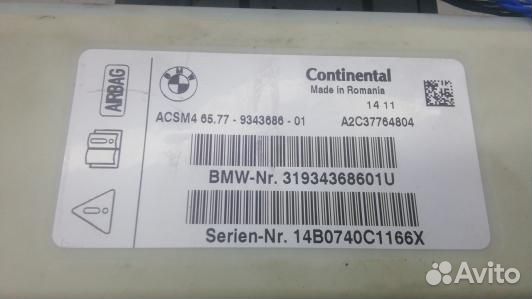 AIRBAG
BMW
Continental
Made in Romania
14 11
ACSM4 65.77 - 9343686 - 01
A2C37764804
BMW-Nr. 31934368601U
Serien-Nr. 14B0740C1166X
Avito